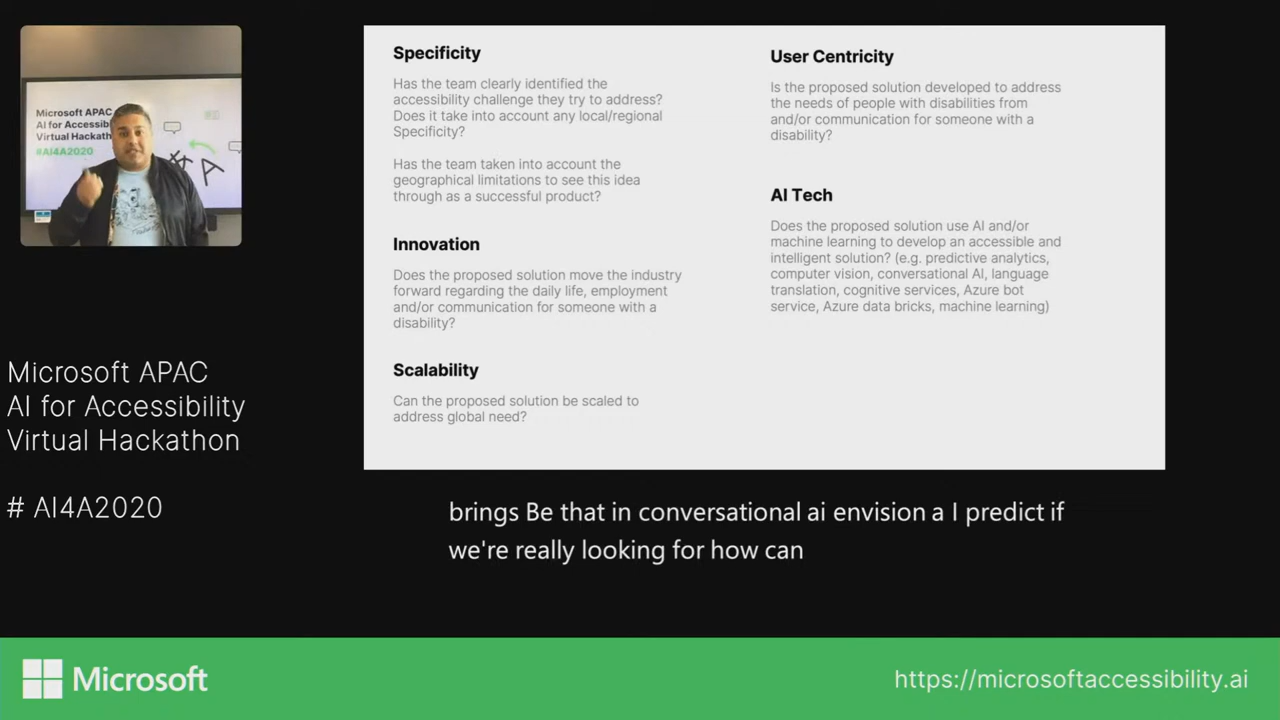 Microsoft APAC
AI for Accessib
Virtual Hackath
#AI4A2020
A
Microsoft APAC
AI for Accessibility
Virtual Hackathon
# AI4A2020
Specificity
Has the team clearly identified the
accessibility challenge they try to address?
Does it take into account any local/regional
Specificity?
Has the team taken into account the
geographical limitations to see this idea
through as a successful product?
Innovation
Does the proposed solution move the industry
forward regarding the daily life, employment
and/or communication for someone with a
disability?
Scalability
Can the proposed solution be scaled to
address global need?
User Centricity
Is the proposed solution developed to address
the needs of people with disabilities from
and/or communication for someone with a
disability?
AI Tech
Does the proposed solution use AI and/or
machine learning to develop an accessible and
intelligent solution? (e.g. predictive analytics,
computer vision, conversational AI, language
translation, cognitive services, Azure bot
service, Azure data bricks, machine learning)
brings Be that in conversational ai envision a I predict if
we're really looking for how can
Microsoft
https://microsoftaccessibility.ai